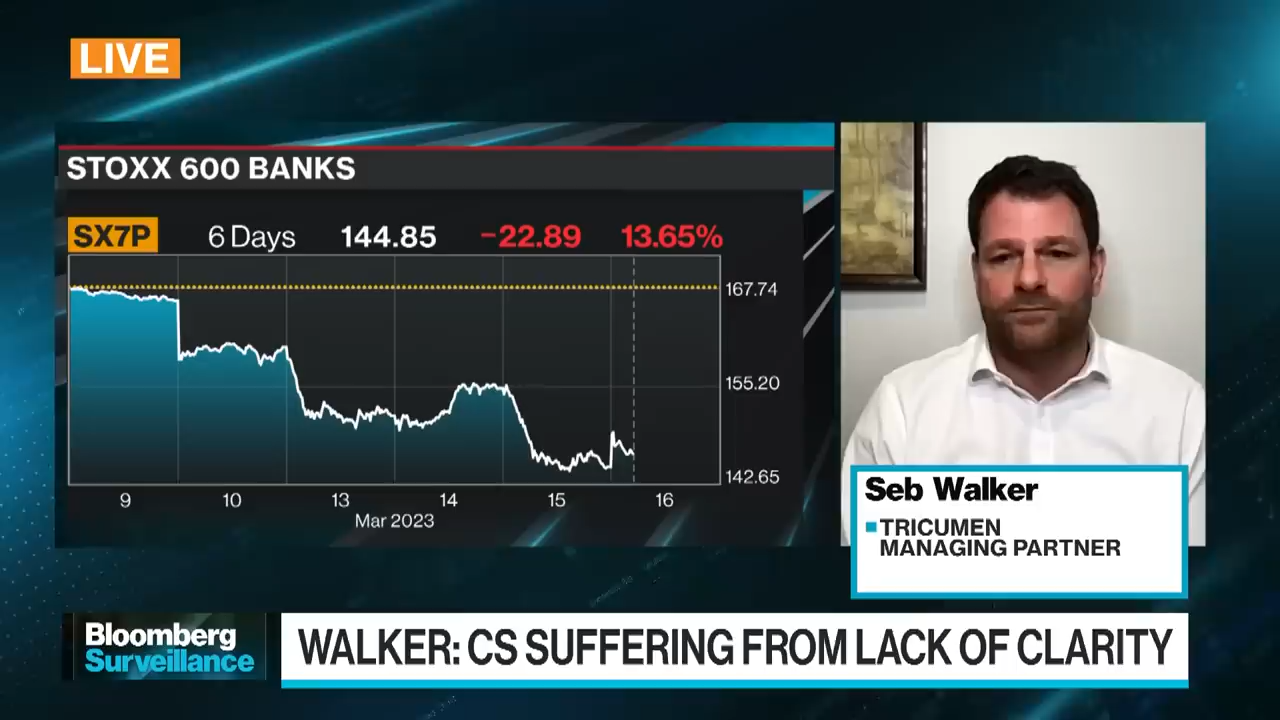 LIVE
STOXX 600 BANKS
SX7P 6 Days 144.85 −22.89 13.65%
167.74
155.20
142.65
9 10 13 14 15 16
Mar 2023
Seb Walker
TRICUMEN
MANAGING PARTNER
Bloomberg
Surveillance
WALKER: CS SUFFERING FROM LACK OF CLARITY